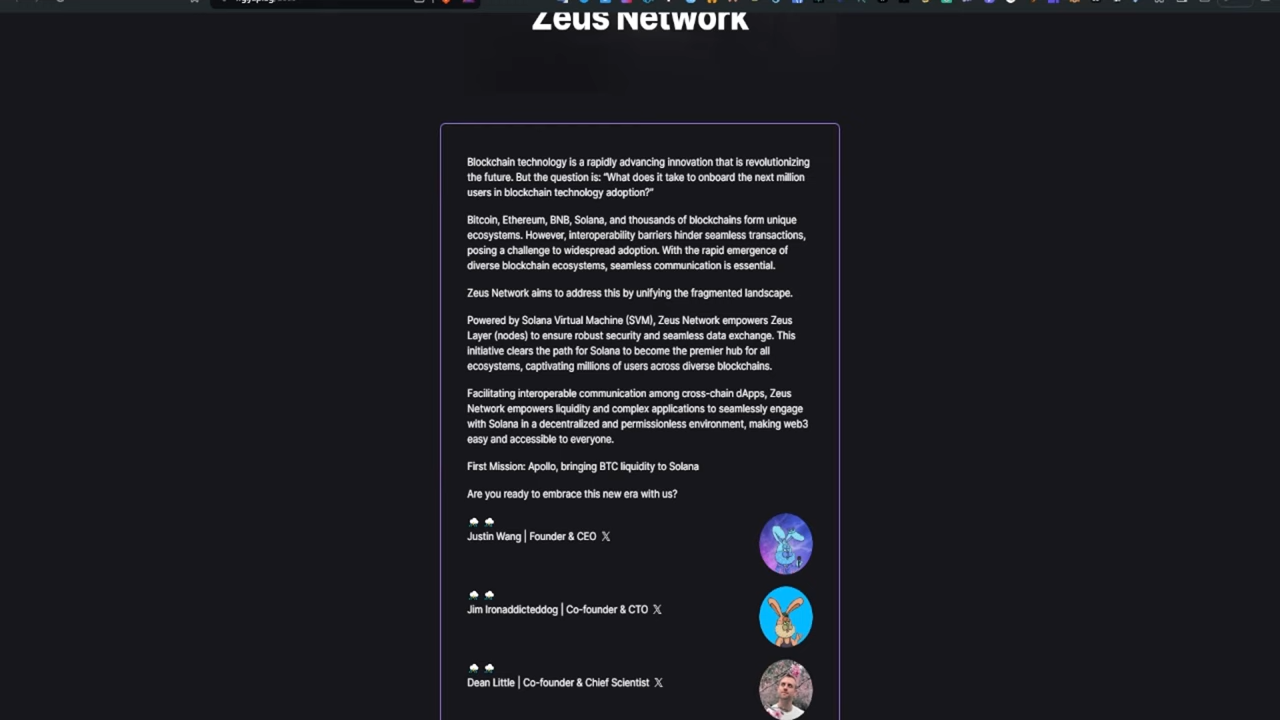 Zeus Network
Blockchain technology is a rapidly advancing innovation that is revolutionizing
the future. But the question is: “What does it take to onboard the next million
users in blockchain technology adoption?”
Bitcoin, Ethereum, BNB, Solana, and thousands of blockchains form unique
ecosystems. However, interoperability barriers hinder seamless transactions,
posing a challenge to widespread adoption. With the rapid emergence of
diverse blockchain ecosystems, seamless communication is essential.
Zeus Network aims to address this by unifying the fragmented landscape.
Powered by Solana Virtual Machine (SVM), Zeus Network empowers Zeus
Layer (nodes) to ensure robust security and seamless data exchange. This
initiative clears the path for Solana to become the premier hub for all
ecosystems, captivating millions of users across diverse blockchains.
Facilitating interoperable communication among cross-chain dApps, Zeus
Network empowers liquidity and complex applications to seamlessly engage
with Solana in a decentralized and permissionless environment, making web3
easy and accessible to everyone.
First Mission: Apollo, bringing BTC liquidity to Solana
Are you ready to embrace this new era with us?
Justin Wang | Founder & CEO 𝕏
Jim Ironaddicteddog | Co-founder & CTO 𝕏
Dean Little | Co-founder & Chief Scientist 𝕏